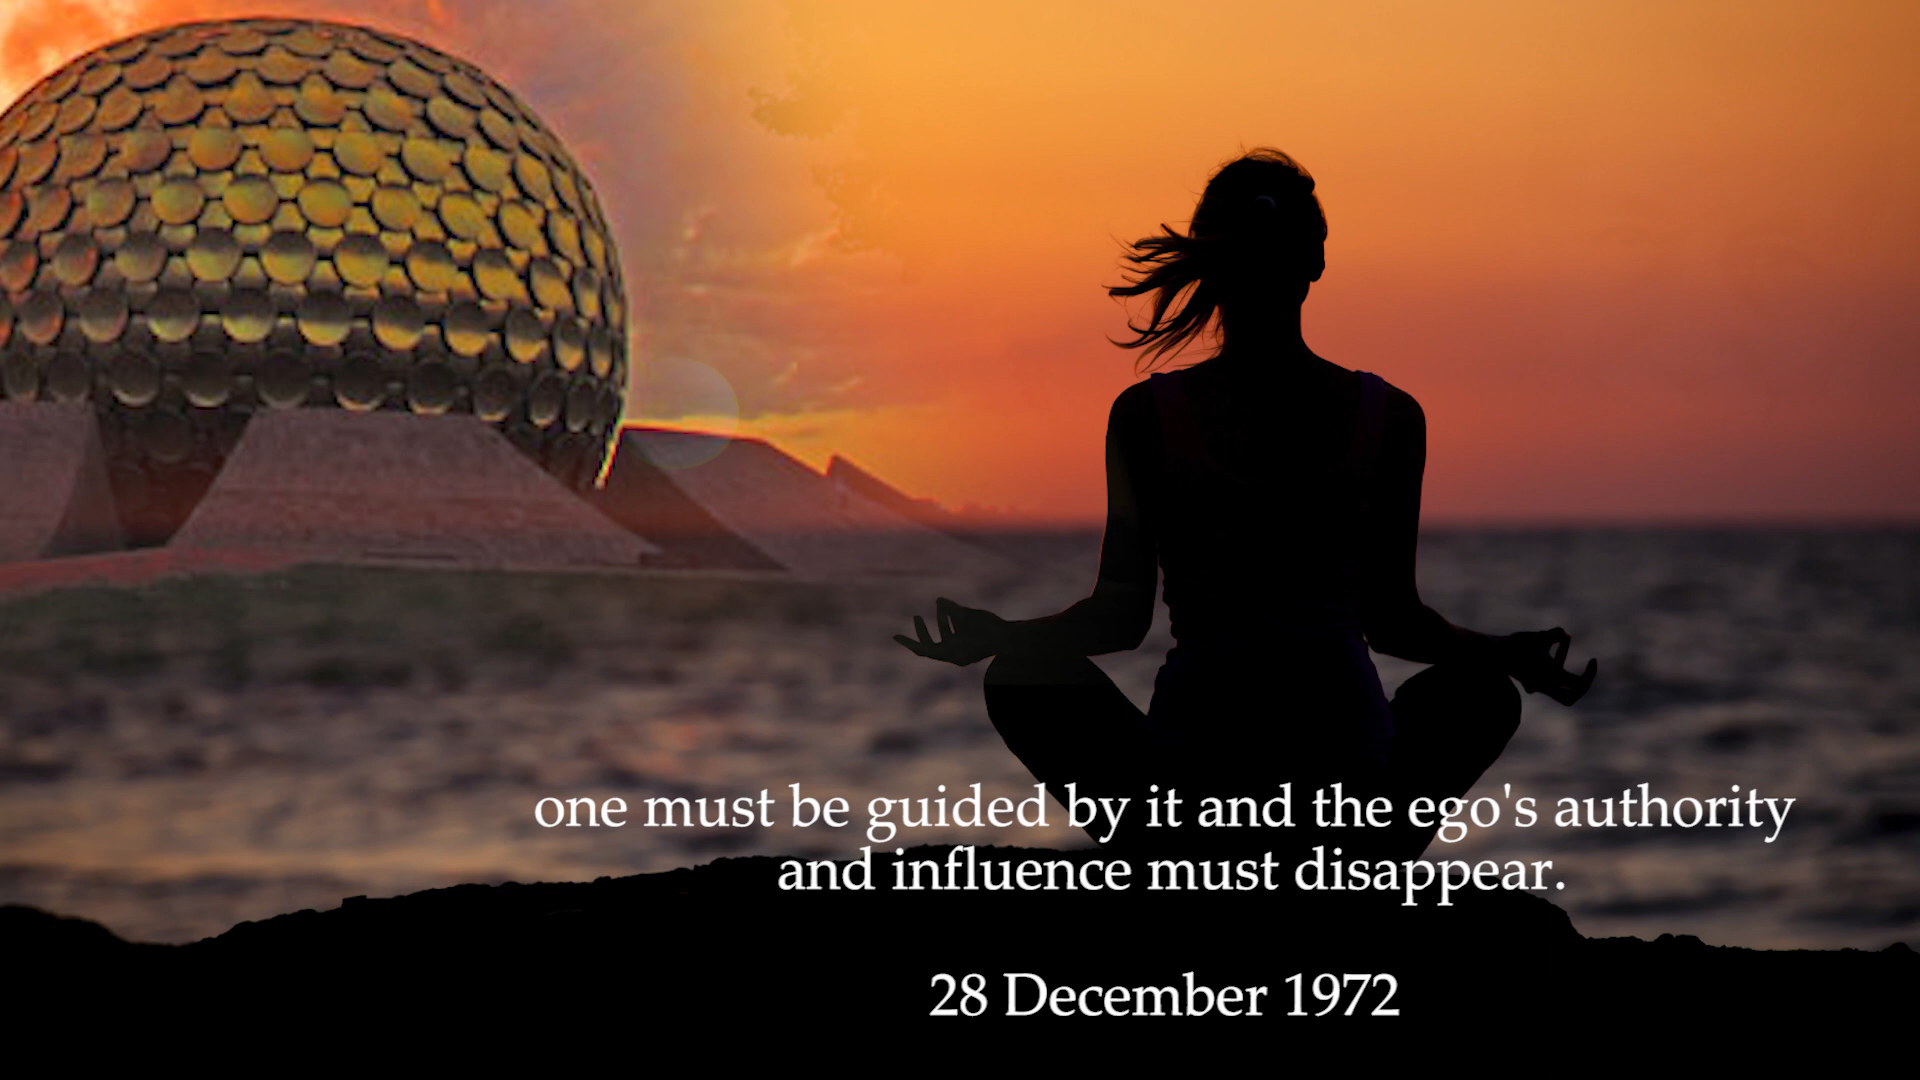 one must be guided by it and the ego's authority
and influence must disappear.
28 December 1972